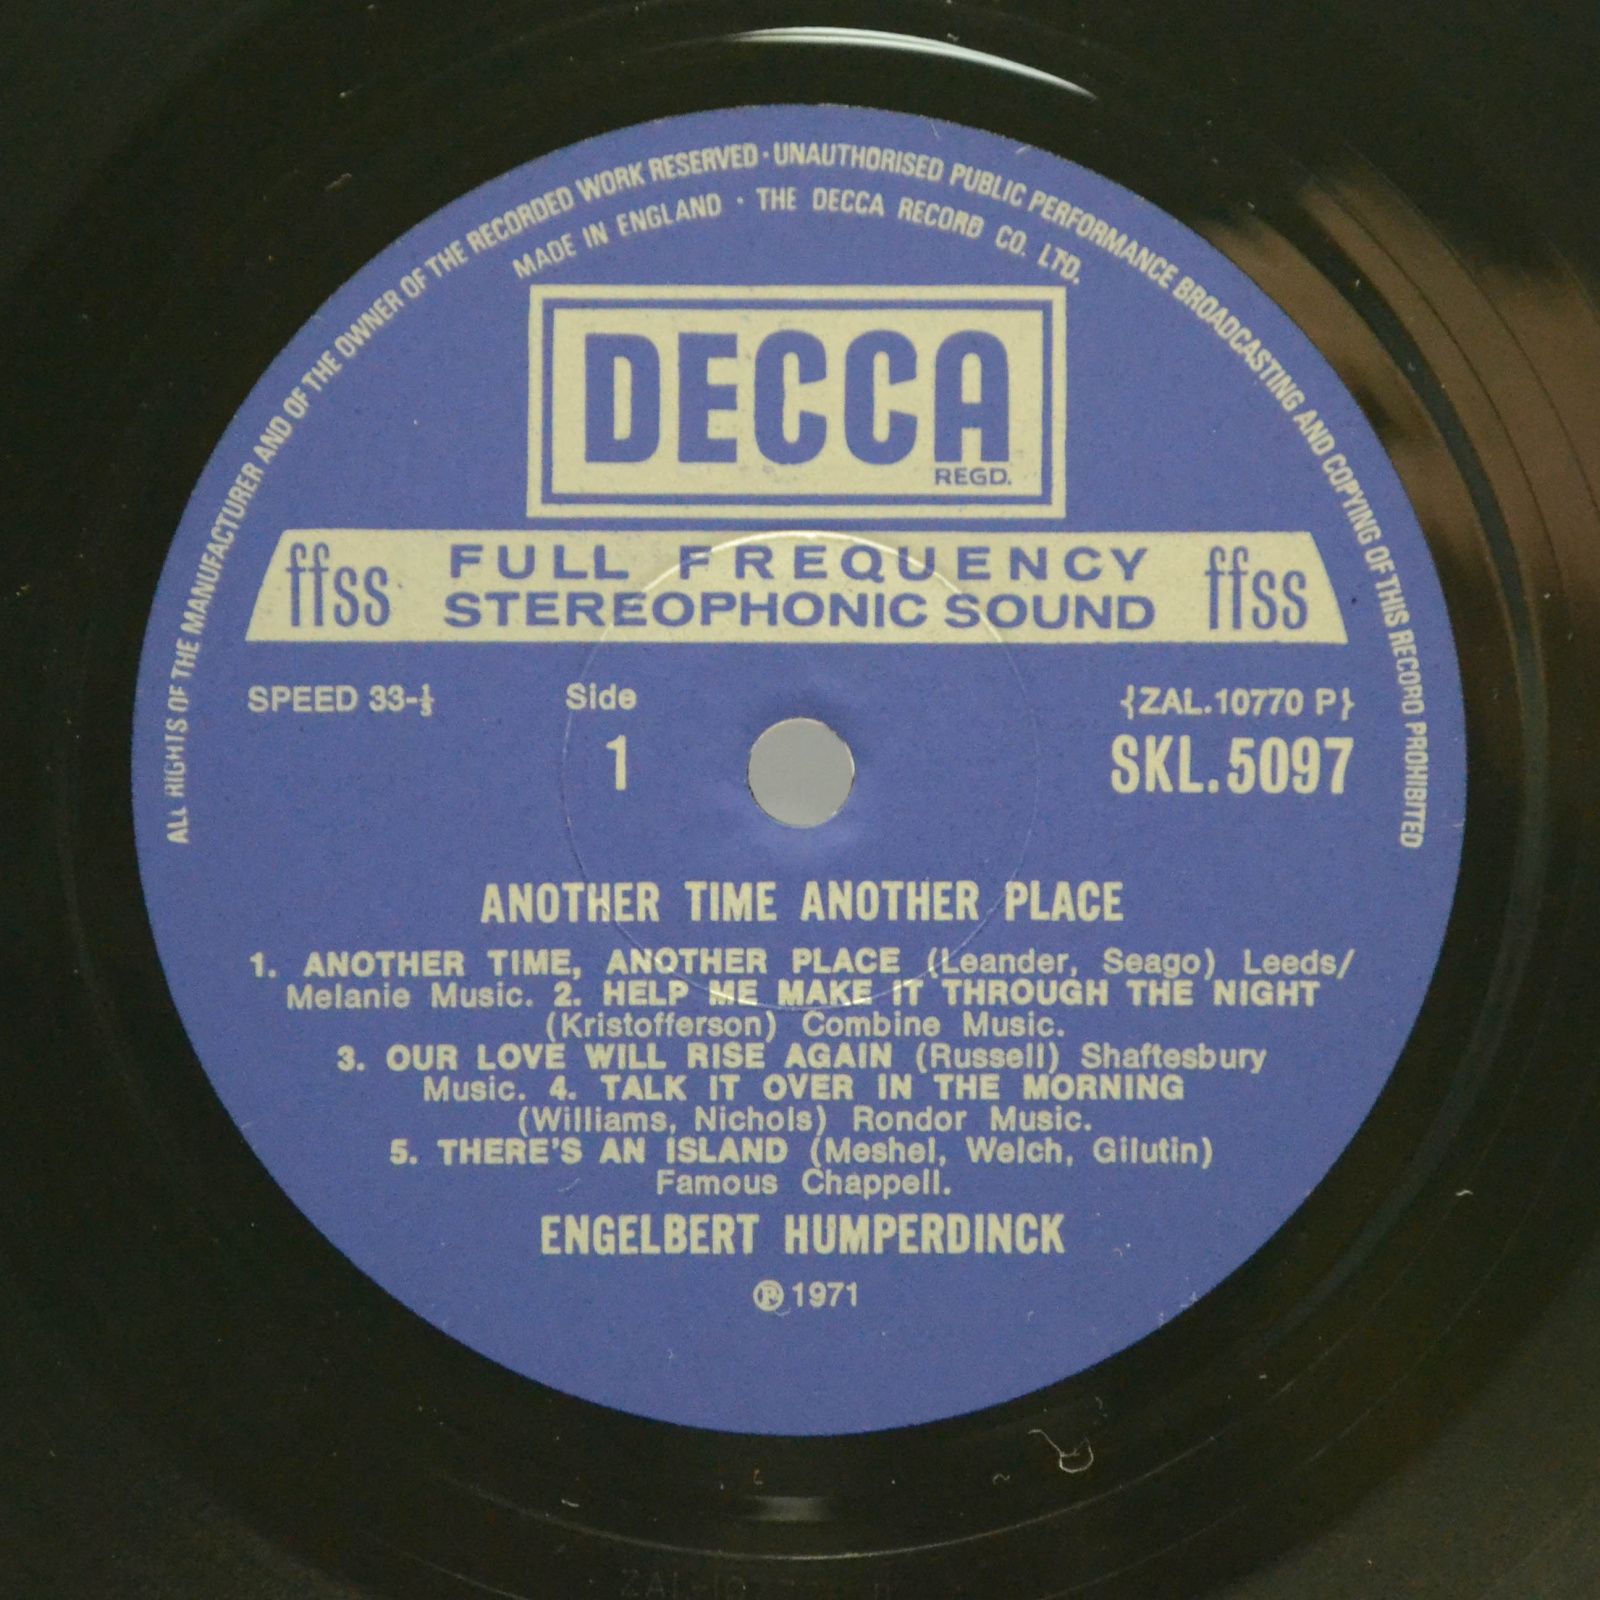 ALL RIGHTS OF THE MANUFACTURER AND OF THE OWNER OF THE RECORDED WORK RESERVED · UNAUTHORISED PUBLIC PERFORMANCE BROADCASTING AND COPYING OF THIS RECORD PROHIBITED
MADE IN ENGLAND · THE DECCA RECORD CO. LTD.
DECCA
REGD.
ffss FULL FREQUENCY ffss
STEREOPHONIC SOUND
SPEED 33-⅓ Side {ZAL.10770 P}
1 SKL.5097
ANOTHER TIME ANOTHER PLACE
1. ANOTHER TIME, ANOTHER PLACE (Leander, Seago) Leeds/
Melanie Music. 2. HELP ME MAKE IT THROUGH THE NIGHT
(Kristofferson) Combine Music.
3. OUR LOVE WILL RISE AGAIN (Russell) Shaftesbury
Music. 4. TALK IT OVER IN THE MORNING
(Williams, Nichols) Rondor Music.
5. THERE'S AN ISLAND (Meshel, Welch, Gilutin)
Famous Chappell.
ENGELBERT HUMPERDINCK
℗ 1971